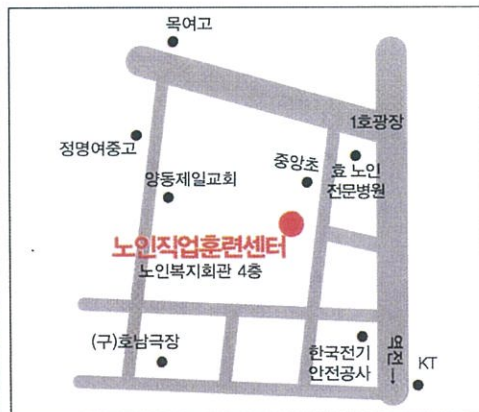 목여고
1호광장
정명여중고
중앙초
효 노인
전문병원
양동제일교회
노인직업훈련센터
노인복지회관 4층
(구)호남극장
한국전기
안전공사
역전→
KT